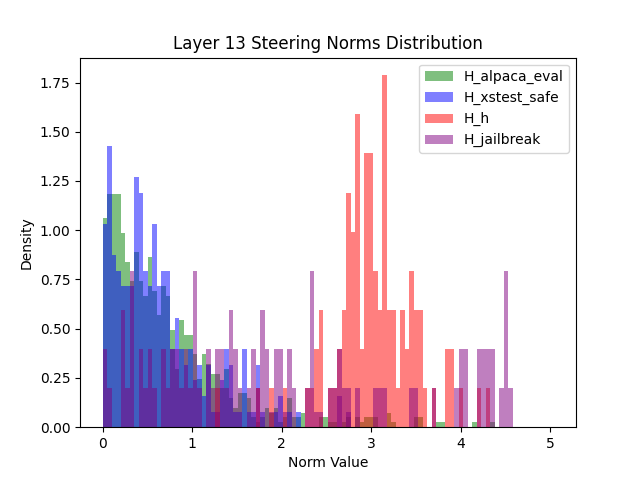 Layer 13 Steering Norms Distribution
H_alpaca_eval
H_xstest_safe
H_h
H_jailbreak
Density
1.75
1.50
1.25
1.00
0.75
0.50
0.25
0.00
0 1 2 3 4 5
Norm Value